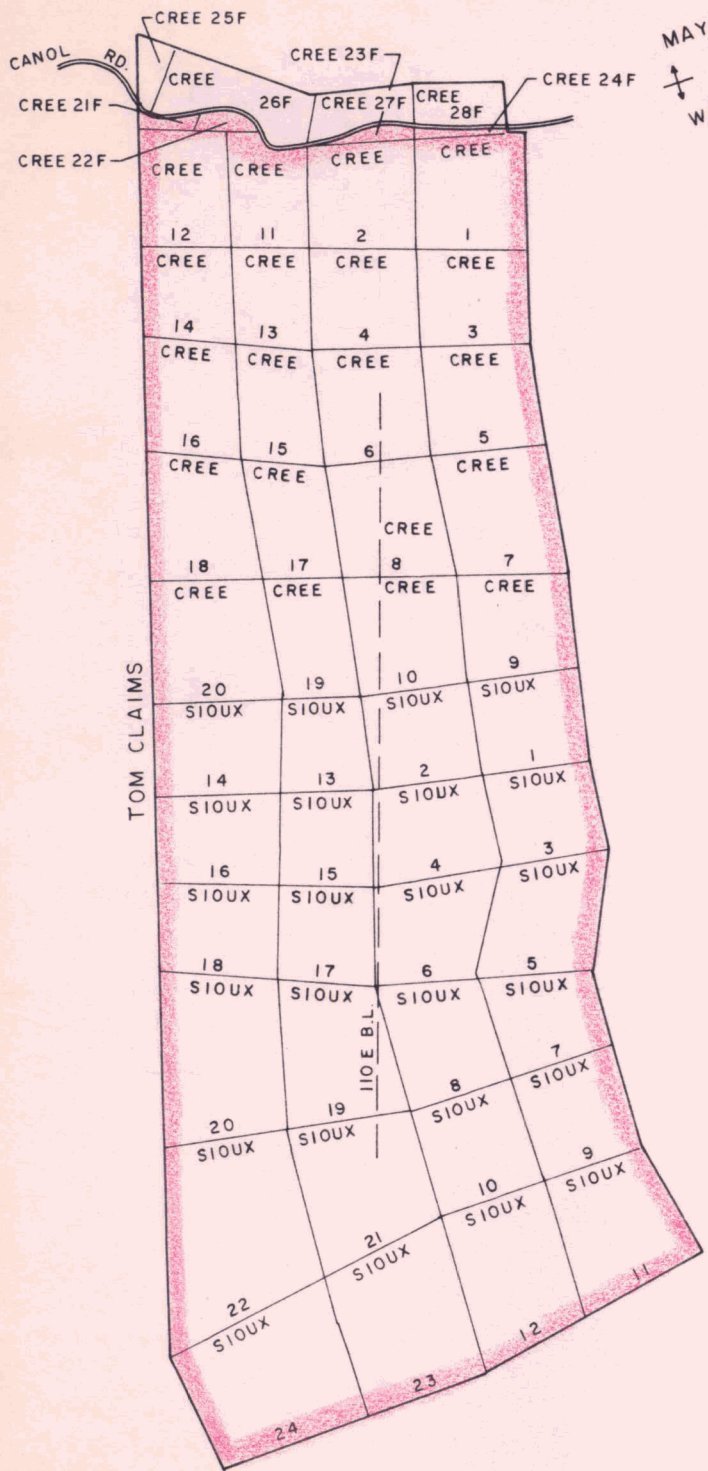 CREE 25F
MAY
CANOL RD.
CREE 23F
CREE
CREE 24F
W
CREE 21F
26F
CREE 27F
CREE
28F
CREE 22F
CREE CREE CREE CREE
12 11 2 1
CREE CREE CREE CREE
14 13 4 3
CREE CREE CREE CREE
16 15 6 5
CREE CREE CREE
CREE
18 17 8 7
CREE CREE CREE CREE
TOM CLAIMS
20 19 10 9
SIOUX SIOUX SIOUX SIOUX
14 13 2 1
SIOUX SIOUX SIOUX SIOUX
16 15 4 3
SIOUX SIOUX SIOUX SIOUX
18 17 6 5
SIOUX SIOUX SIOUX SIOUX
110 E B.L.
20 19 8 7
SIOUX SIOUX SIOUX SIOUX
22 21 10 9
SIOUX SIOUX SIOUX SIOUX
24 23 12 11